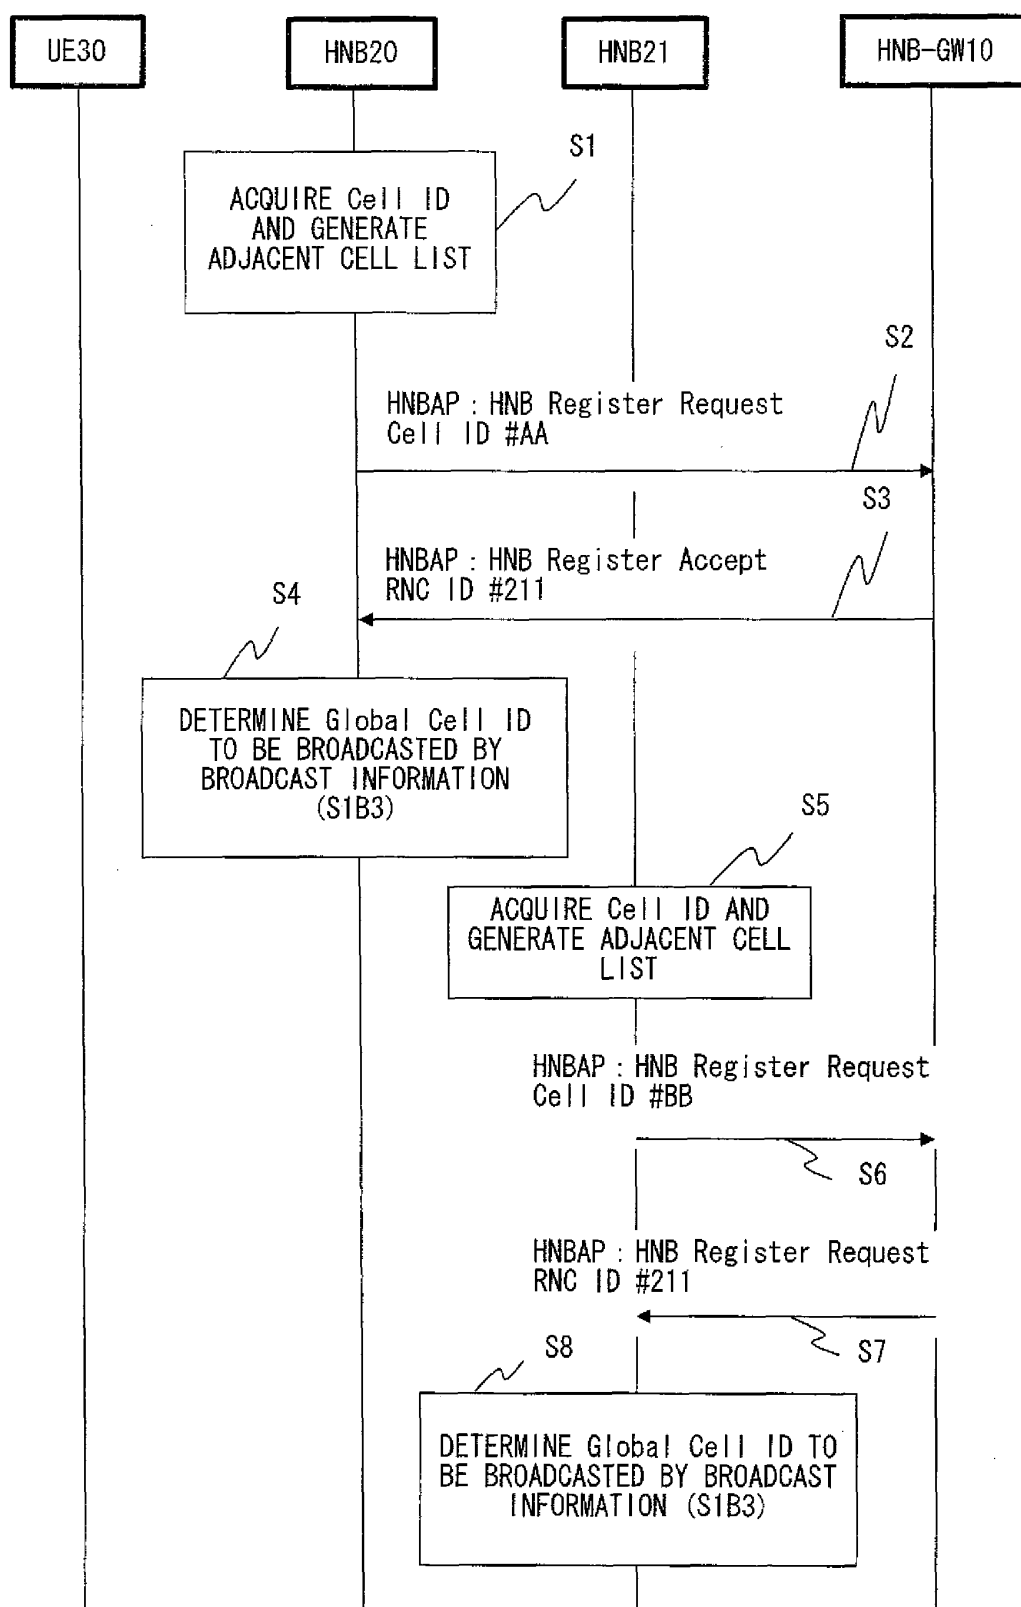 UE30
HNB20
HNB21
HNB-GW10
S1
ACQUIRE Cell ID
AND GENERATE
ADJACENT CELL LIST
S2
HNBAP : HNB Register Request
Cell ID #AA
S3
HNBAP : HNB Register Accept
RNC ID #211
S4
DETERMINE Global Cell ID
TO BE BROADCASTED BY
BROADCAST INFORMATION
(S1B3)
S5
ACQUIRE Cell ID AND
GENERATE ADJACENT CELL
LIST
HNBAP : HNB Register Request
Cell ID #BB
S6
HNBAP : HNB Register Request
RNC ID #211
S7
S8
DETERMINE Global Cell ID TO
BE BROADCASTED BY BROADCAST
INFORMATION (S1B3)